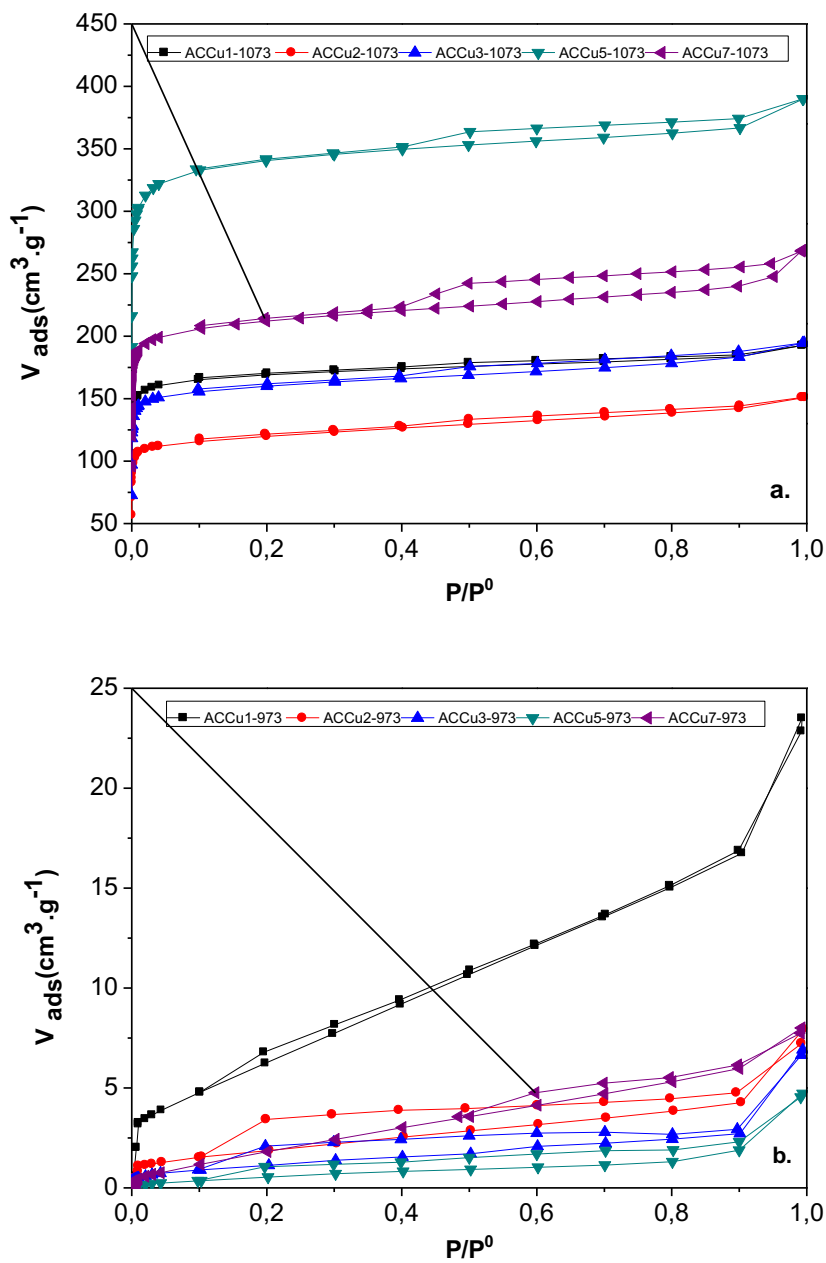 450
400
350
300
250
200
150
100
50
V ads(cm³.g⁻¹)
ACCu1-1073 ACCu2-1073 ACCu3-1073 ACCu5-1073 ACCu7-1073
a.
0,0 0,2 0,4 0,6 0,8 1,0
P/P⁰
25
20
15
10
5
0
V ads(cm³.g⁻¹)
ACCu1-973 ACCu2-973 ACCu3-973 ACCu5-973 ACCu7-973
b.
0,0 0,2 0,4 0,6 0,8 1,0
P/P⁰